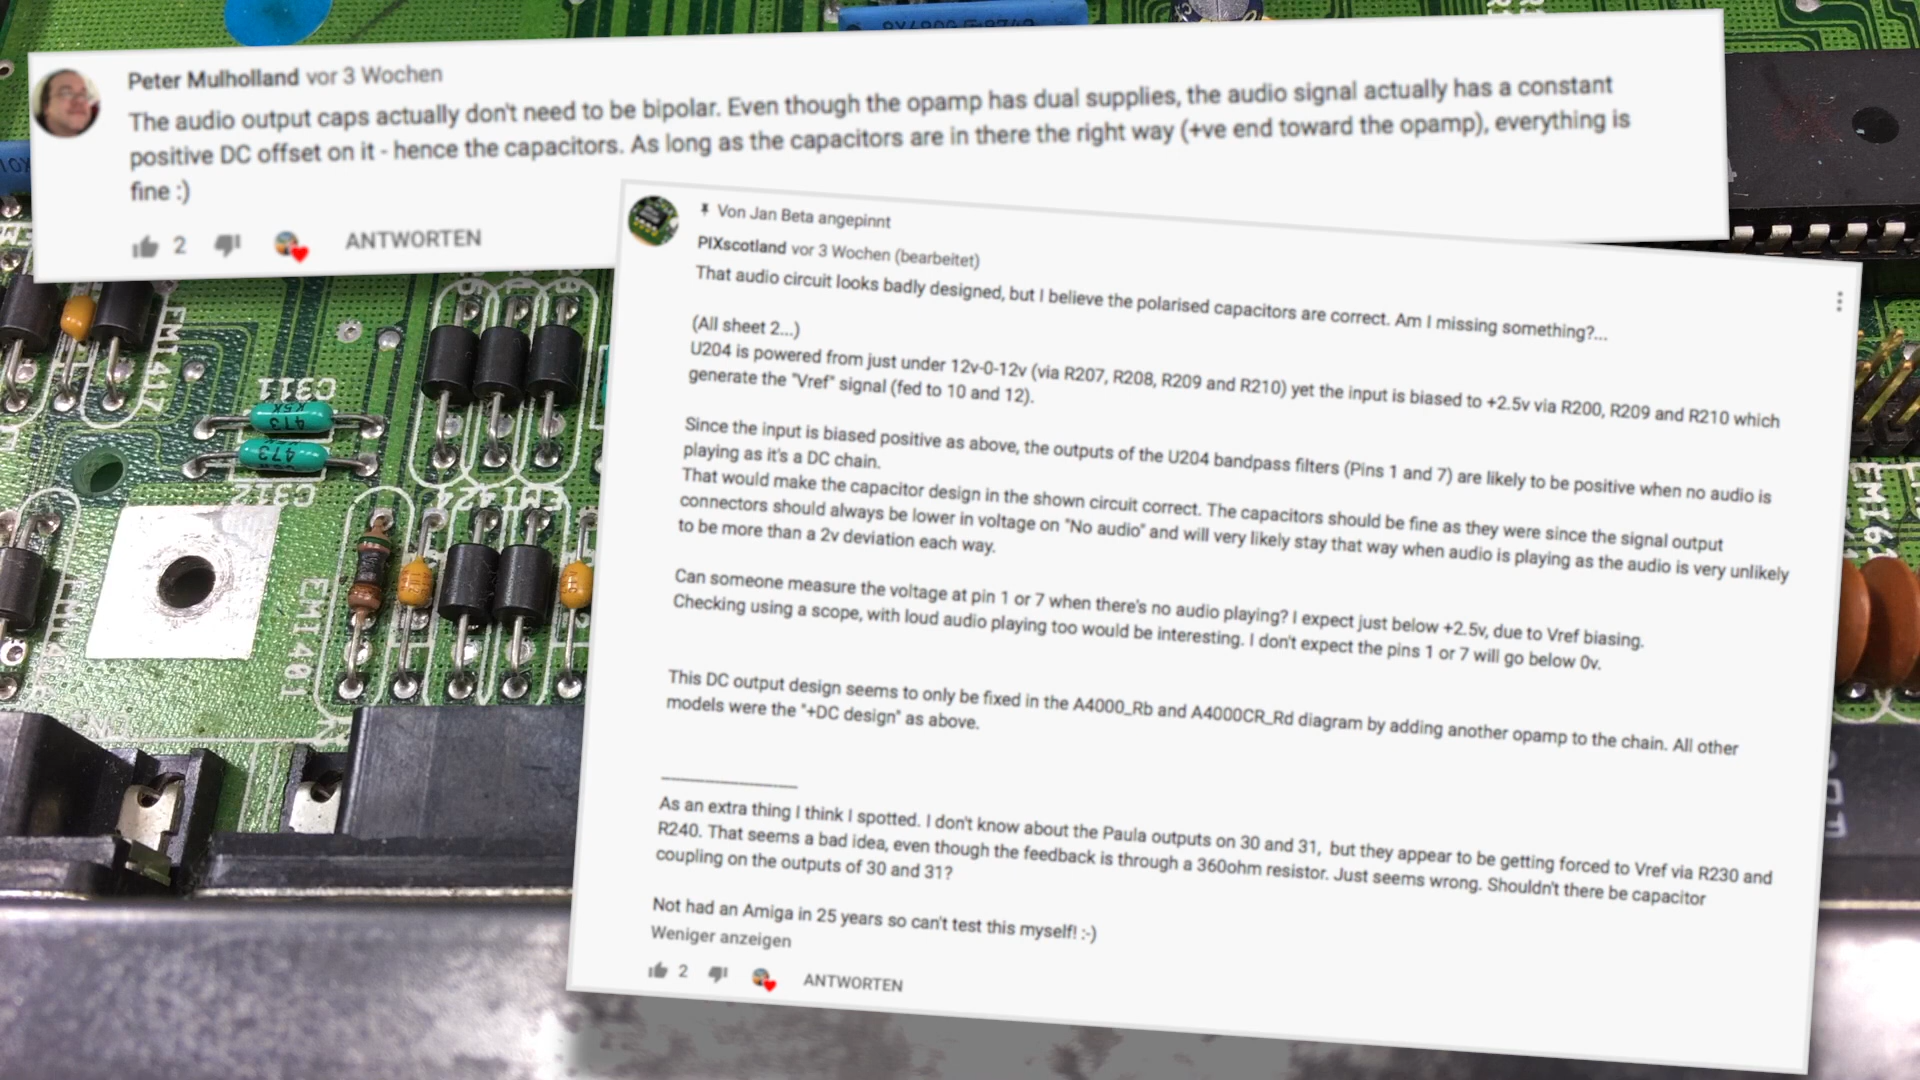 Peter Mulholland vor 3 Wochen
The audio output caps actually don't need to be bipolar. Even though the opamp has dual supplies, the audio signal actually has a constant
positive DC offset on it - hence the capacitors. As long as the capacitors are in there the right way (+ve end toward the opamp), everything is
fine :)
2 ANTWORTEN
Von Jan Beta angepinnt
PIXscotland vor 3 Wochen (bearbeitet)
That audio circuit looks badly designed, but I believe the polarised capacitors are correct. Am I missing something?...
(All sheet 2...)
U204 is powered from just under 12v-0-12v (via R207, R208, R209 and R210) yet the input is biased to +2.5v via R200, R209 and R210 which
generate the "Vref" signal (fed to 10 and 12).
Since the input is biased positive as above, the outputs of the U204 bandpass filters (Pins 1 and 7) are likely to be positive when no audio is
playing as it's a DC chain.
That would make the capacitor design in the shown circuit correct. The capacitors should be fine as they were since the signal output
connectors should always be lower in voltage on "No audio" and will very likely stay that way when audio is playing as the audio is very unlikely
to be more than a 2v deviation each way.
Can someone measure the voltage at pin 1 or 7 when there's no audio playing? I expect just below +2.5v, due to Vref biasing.
Checking using a scope, with loud audio playing too would be interesting. I don't expect the pins 1 or 7 will go below 0v.
This DC output design seems to only be fixed in the A4000_Rb and A4000CR_Rd diagram by adding another opamp to the chain. All other
models were the "+DC design" as above.
As an extra thing I think I spotted. I don't know about the Paula outputs on 30 and 31, but they appear to be getting forced to Vref via R230 and
R240. That seems a bad idea, even though the feedback is through a 360ohm resistor. Just seems wrong. Shouldn't there be capacitor
coupling on the outputs of 30 and 31?
Not had an Amiga in 25 years so can't test this myself! :-)
Weniger anzeigen
2 ANTWORTEN
C311
473
473
C312
EMI417
EMI401